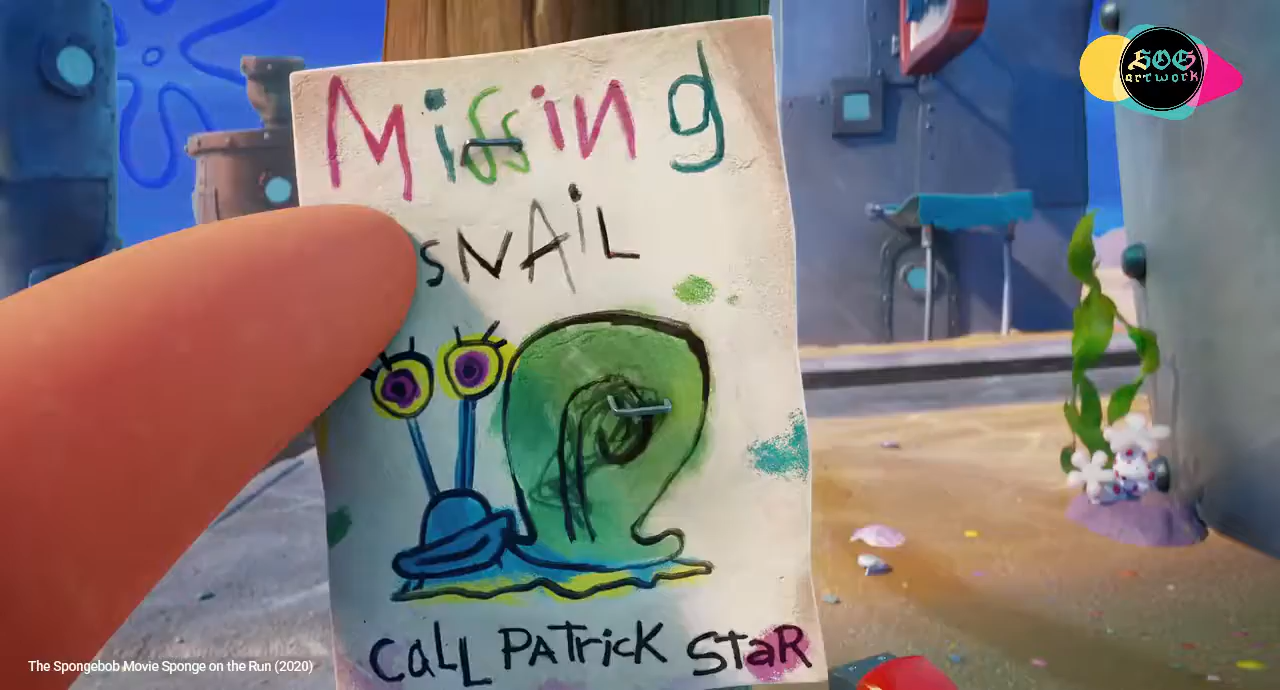 Missing
SNAiL
CaLL PATricK STaR
SOG
artwork
The Spongebob Movie Sponge on the Run (2020)